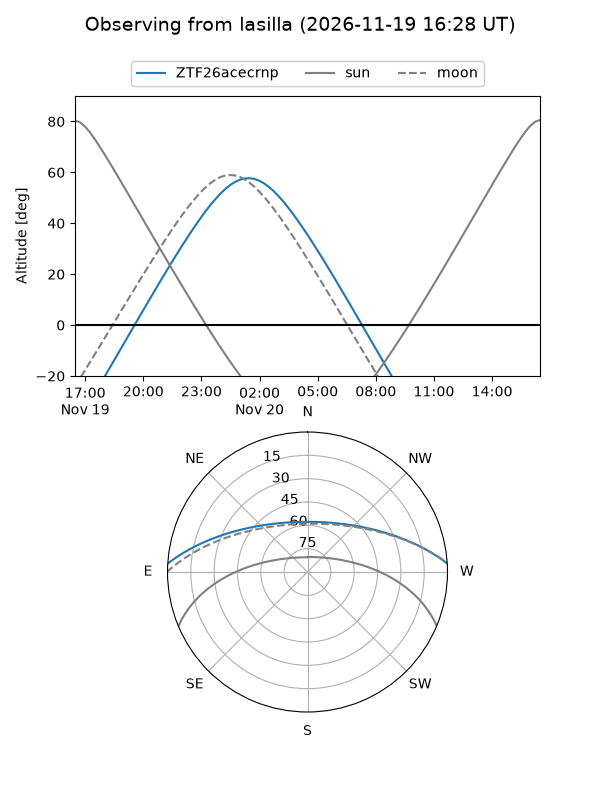 Observing from lasilla (2026-11-19 16:28 UT)
ZTF26acecrnp
sun
moon
Altitude [deg]
80
60
40
20
0
−20
17:00 20:00 23:00 02:00 05:00 08:00 11:00 14:00
Nov 19 Nov 20
N
NE NW
15
30
45
60
75
E W
SE SW
S